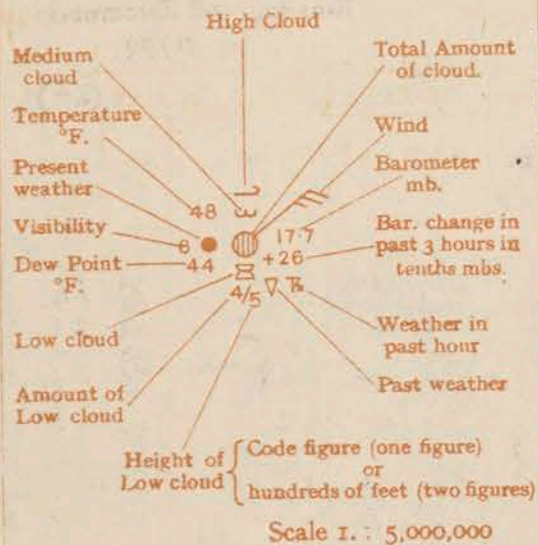 High Cloud
Medium
cloud
Total Amount
of cloud.
Temperature
°F.
Wind
Present
weather
Barometer
mb.
48
Visibility
6
17.7
Bar. change in
past 3 hours in
tenths mbs.
Dew Point
°F.
44
+26
4/5
Low cloud
Weather in
past hour
Amount of
Low cloud
Past weather
Height of
Low cloud
Code figure (one figure)
or
hundreds of feet (two figures)
Scale 1. : 5,000,000